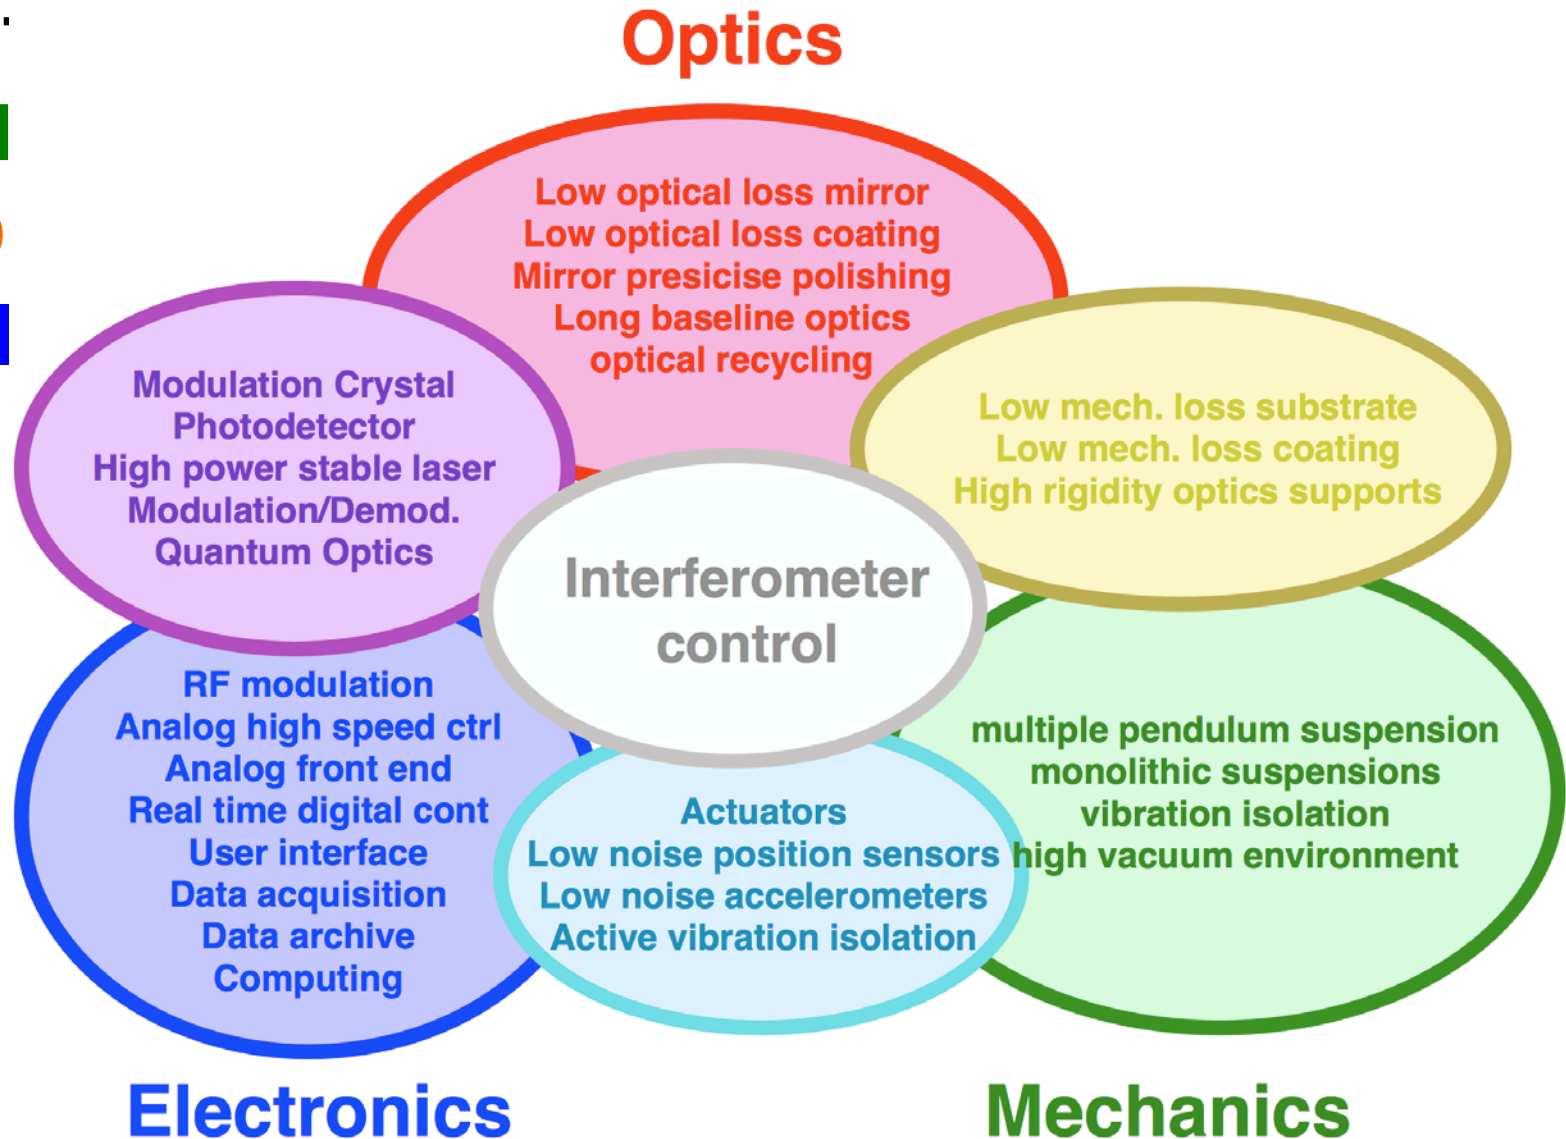 Optics
Low optical loss mirror
Low optical loss coating
Mirror presicise polishing
Long baseline optics
optical recycling
Modulation Crystal
Photodetector
High power stable laser
Modulation/Demod.
Quantum Optics
Low mech. loss substrate
Low mech. loss coating
High rigidity optics supports
Interferometer
control
RF modulation
Analog high speed ctrl
Analog front end
Real time digital cont
User interface
Data acquisition
Data archive
Computing
Actuators
Low noise position sensors
Low noise accelerometers
Active vibration isolation
multiple pendulum suspension
monolithic suspensions
vibration isolation
high vacuum environment
Electronics
Mechanics